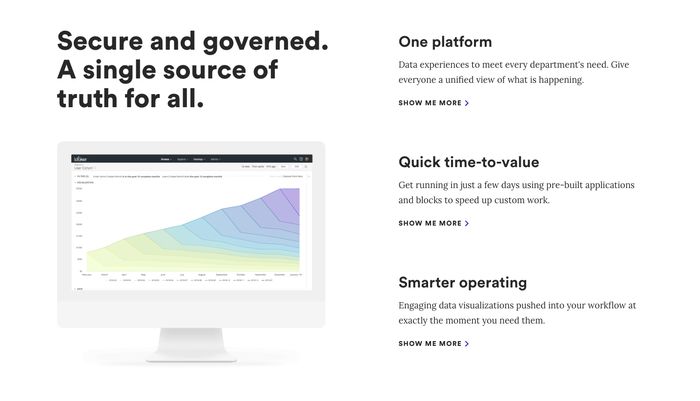 Secure and governed.
A single source of
truth for all.
One platform
Data experiences to meet every department's need. Give
everyone a unified view of what is happening.
SHOW ME MORE
Quick time-to-value
Get running in just a few days using pre-built applications
and blocks to speed up custom work.
SHOW ME MORE
Smarter operating
Engaging data visualizations pushed into your workflow at
exactly the moment you need them.
SHOW ME MORE
looker